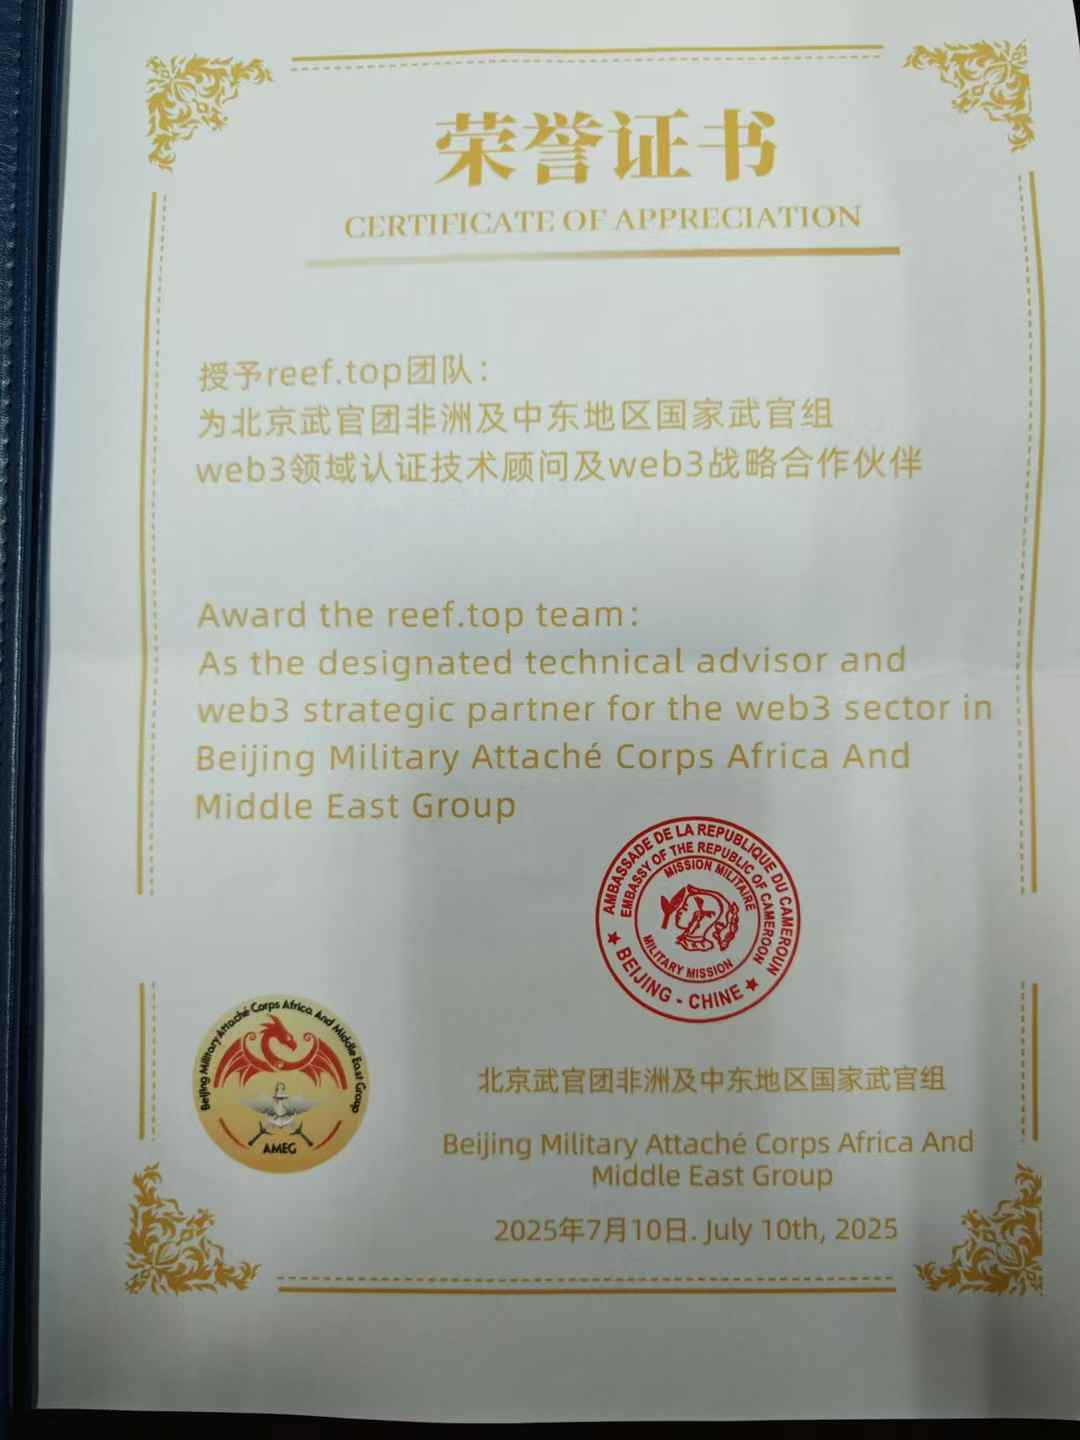 荣誉证书
CERTIFICATE OF APPRECIATION
授予reef.top团队：
为北京武官团非洲及中东地区国家武官组
web3领域认证技术顾问及web3战略合作伙伴
Award the reef.top team：
As the designated technical advisor and
web3 strategic partner for the web3 sector in
Beijing Military Attaché Corps Africa And
Middle East Group
AMBASSADE DE LA REPUBLIQUE DU CAMEROUN
EMBASSY OF THE REPUBLIC OF CAMEROON
MISSION MILITAIRE
MILITARY MISSION
★ BEIJING - CHINE ★
Beijing Military Attaché Corps Africa And Middle East Group
AMEG
北京武官团非洲及中东地区国家武官组
Beijing Military Attaché Corps Africa And
Middle East Group
2025年7月10日. July 10th, 2025